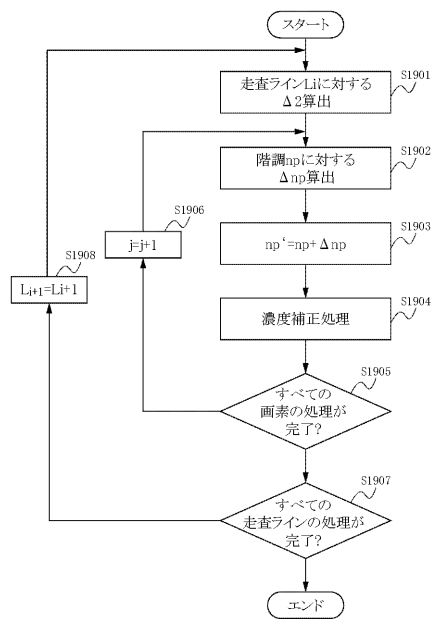 スタート
S1901
走査ラインLiに対する
Δ2算出
S1902
階調npに対する
Δnp算出
S1906
j=j+1
S1903
np‘=np+Δnp
S1908
Li+1=Li+1
S1904
濃度補正処理
S1905
すべての
画素の処理が
完了?
S1907
すべての
走査ラインの処理が
完了?
エンド